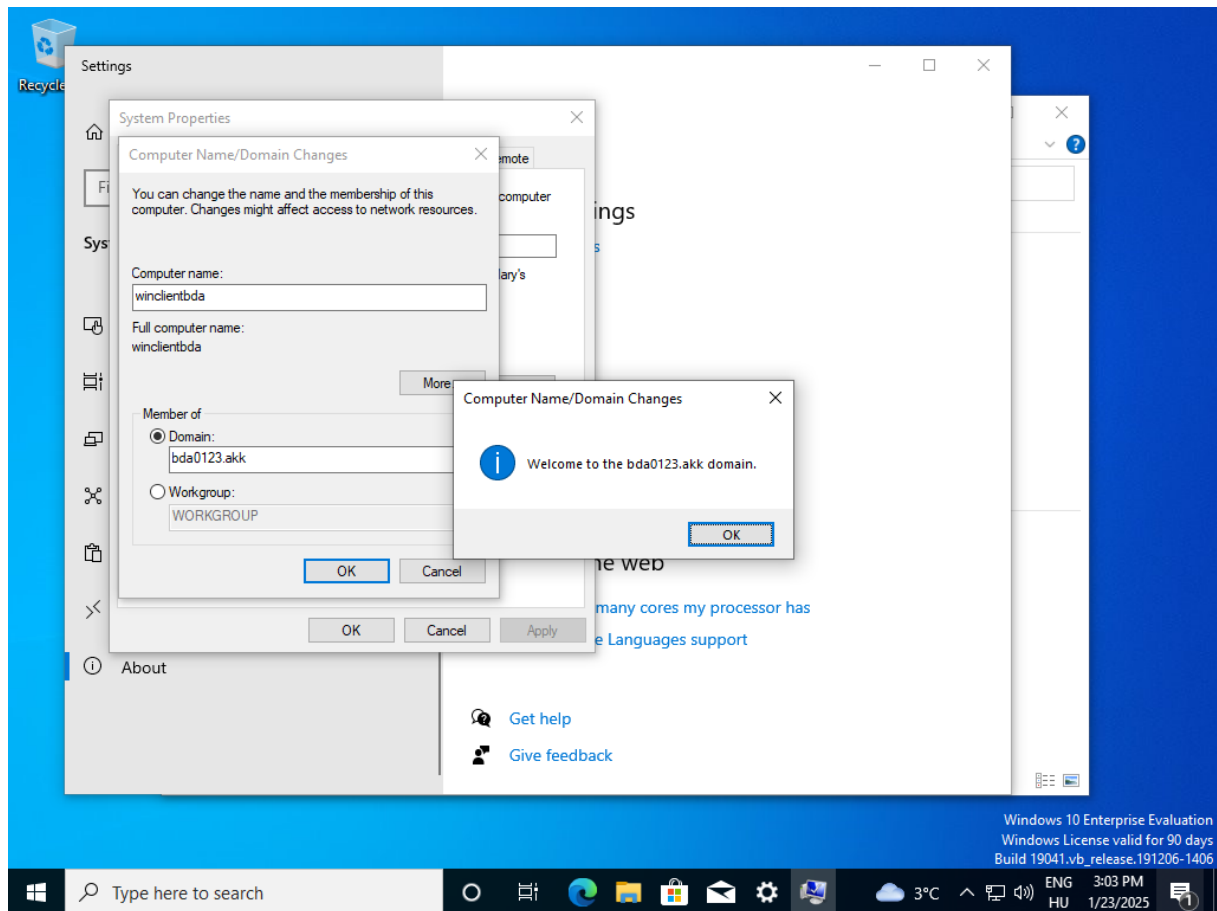 Recycle
Settings
System Properties
Computer Name/Domain Changes
emote
You can change the name and the membership of this
computer. Changes might affect access to network resources.
computer
Fi
ings
Sys
s
Computer name:
lary's
winclientbda
Full computer name:
winclientbda
More
Member of
Domain:
bda0123.akk
Workgroup:
WORKGROUP
OK
Cancel
Computer Name/Domain Changes
Welcome to the bda0123.akk domain.
OK
he web
many cores my processor has
OK
Cancel
Apply
e Languages support
About
Get help
Give feedback
Windows 10 Enterprise Evaluation
Windows License valid for 90 days
Build 19041.vb_release.191206-1406
Type here to search
3°C
ENG
HU
3:03 PM
1/23/2025
1